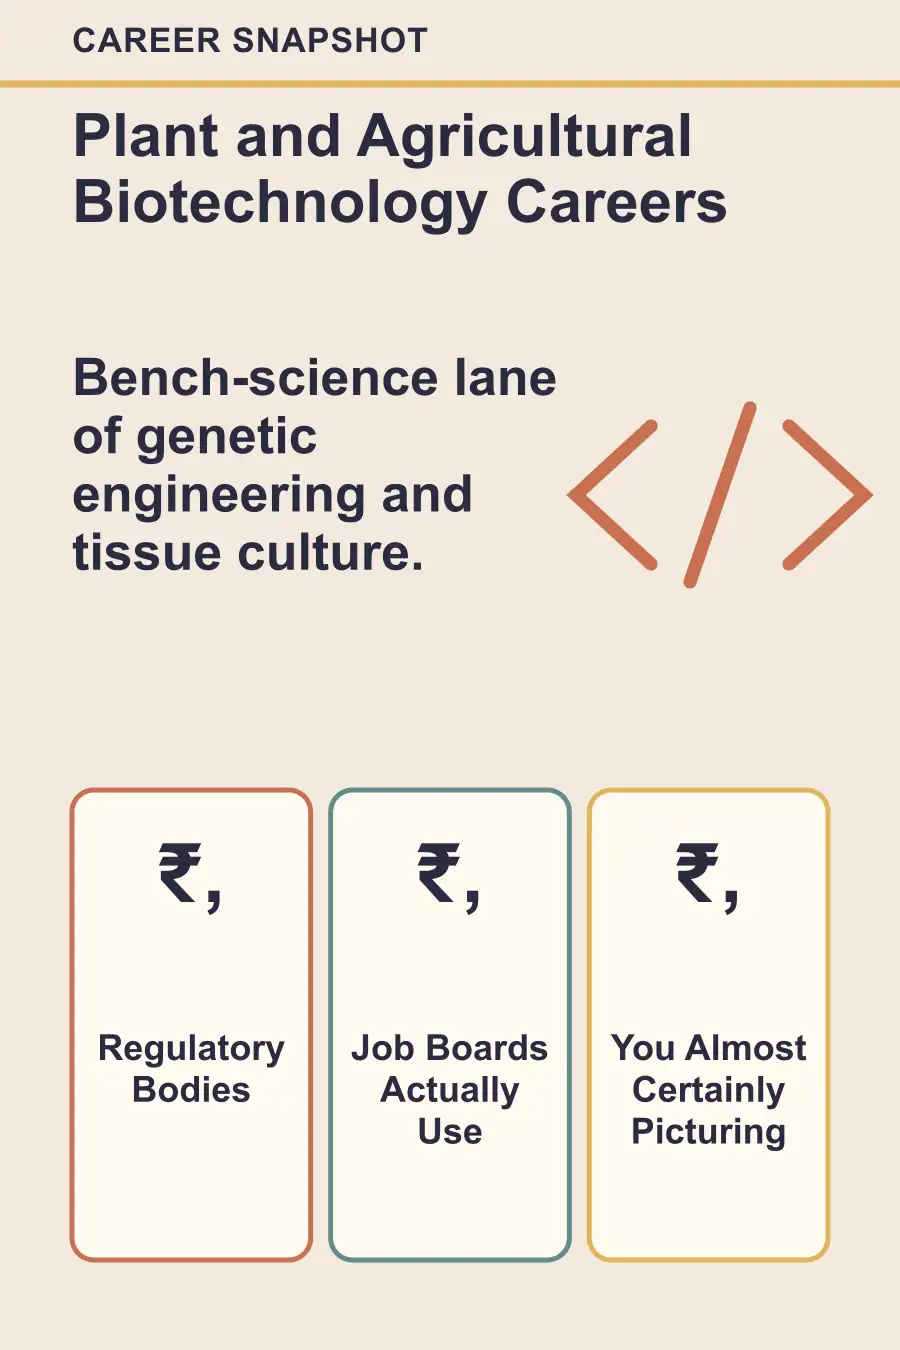 CAREER SNAPSHOT
Plant and Agricultural
Biotechnology Careers
Bench-science lane
of genetic
engineering and
tissue culture.
₹,
Regulatory
Bodies
₹,
Job Boards
Actually
Use
₹,
You Almost
Certainly
Picturing